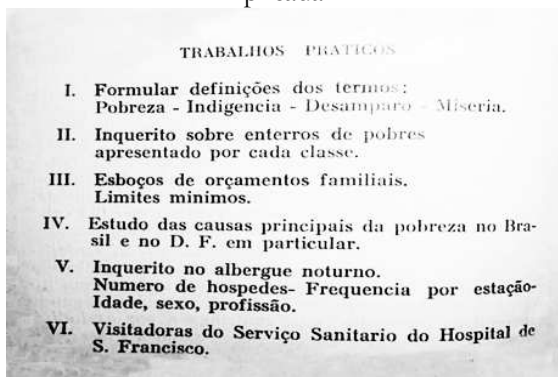 TRABALHOS PRATICOS
I. Formular definições dos termos:
Pobreza - Indigencia - Desamparo - Miseria.
II. Inquerito sobre enterros de pobres
apresentado por cada classe.
III. Esboços de orçamentos familiais.
Limites minimos.
IV. Estudo das causas principais da pobreza no Bra-
sil e no D. F. em particular.
V. Inquerito no albergue noturno.
Numero de hospedes- Frequencia por estação-
Idade, sexo, profissão.
VI. Visitadoras do Serviço Sanitario do Hospital de
S. Francisco.